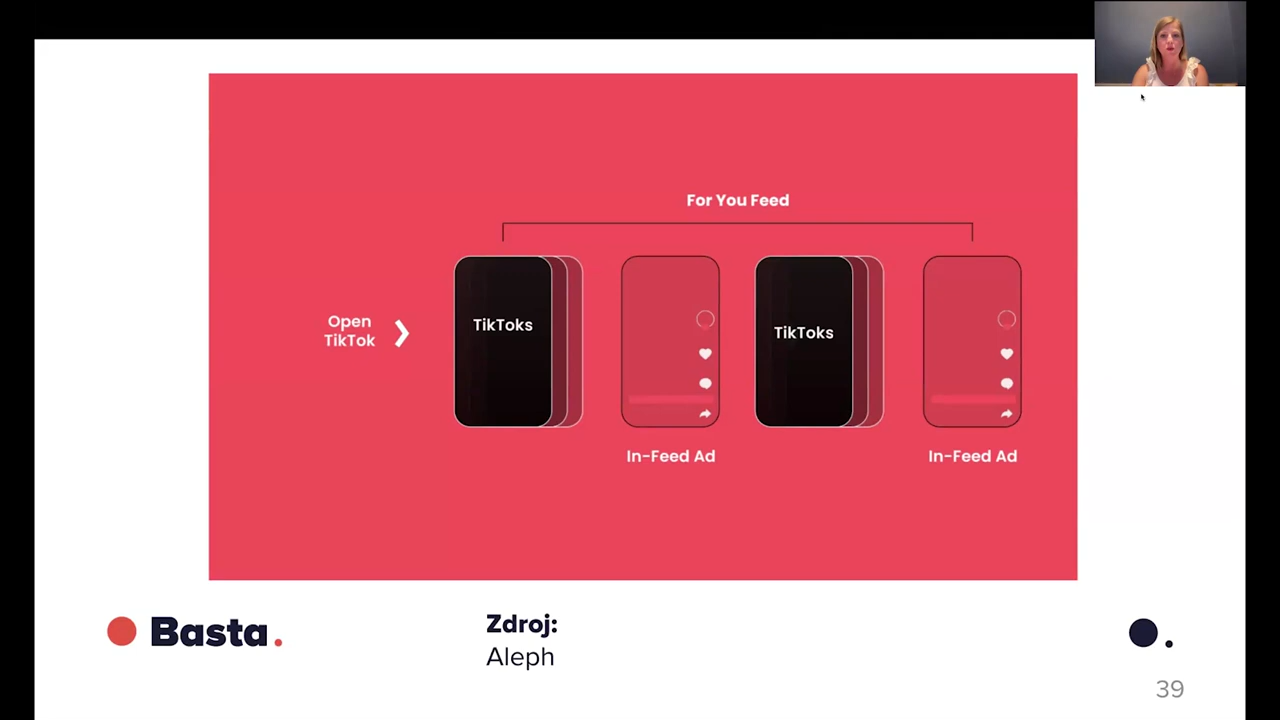 For You Feed
Open
TikTok
TikToks
TikToks
In-Feed Ad
In-Feed Ad
Basta.
Zdroj:
Aleph
39